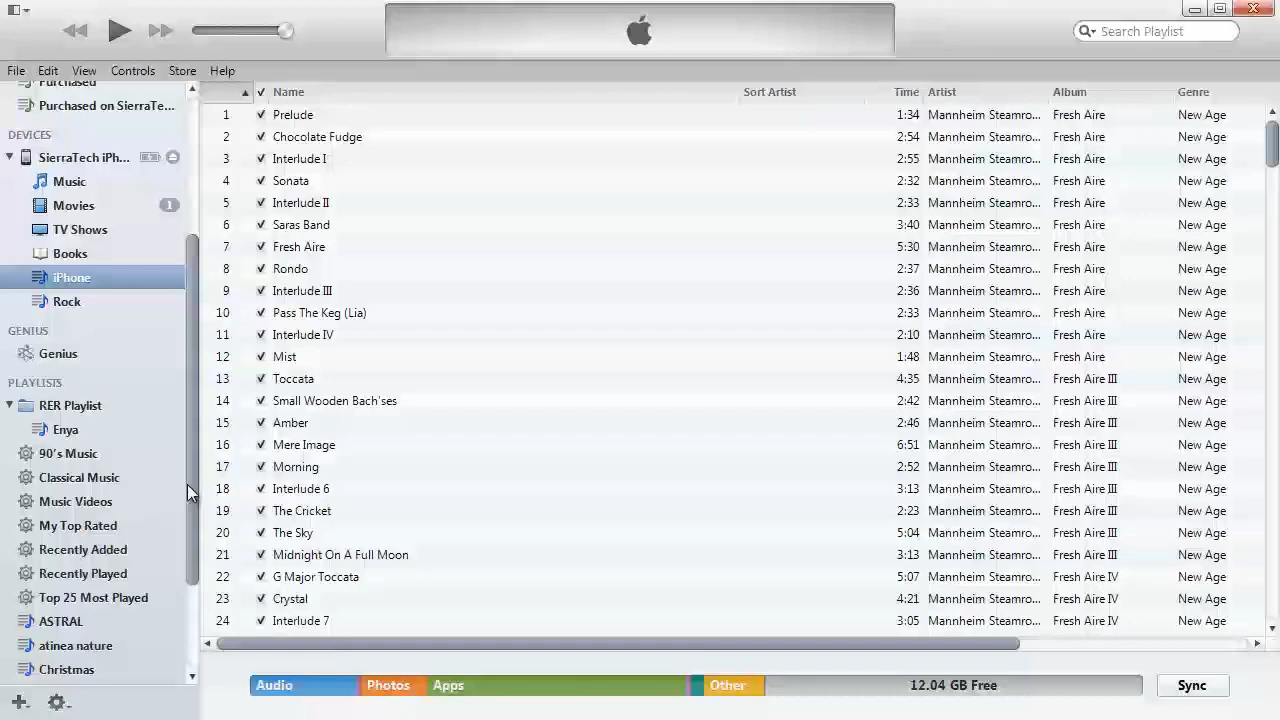 Search Playlist
File Edit View Controls Store Help
Purchased
Purchased on SierraTe...
DEVICES
SierraTech iPh...
Music
Movies 1
TV Shows
Books
iPhone
Rock
GENIUS
Genius
PLAYLISTS
RER Playlist
Enya
90's Music
Classical Music
Music Videos
My Top Rated
Recently Added
Recently Played
Top 25 Most Played
ASTRAL
atinea nature
Christmas
Name Sort Artist Time Artist Album Genre
1 Prelude 1:34 Mannheim Steamro... Fresh Aire New Age
2 Chocolate Fudge 2:54 Mannheim Steamro... Fresh Aire New Age
3 Interlude I 2:55 Mannheim Steamro... Fresh Aire New Age
4 Sonata 2:32 Mannheim Steamro... Fresh Aire New Age
5 Interlude II 2:33 Mannheim Steamro... Fresh Aire New Age
6 Saras Band 3:40 Mannheim Steamro... Fresh Aire New Age
7 Fresh Aire 5:30 Mannheim Steamro... Fresh Aire New Age
8 Rondo 2:37 Mannheim Steamro... Fresh Aire New Age
9 Interlude III 2:36 Mannheim Steamro... Fresh Aire New Age
10 Pass The Keg (Lia) 2:33 Mannheim Steamro... Fresh Aire New Age
11 Interlude IV 2:10 Mannheim Steamro... Fresh Aire New Age
12 Mist 1:48 Mannheim Steamro... Fresh Aire New Age
13 Toccata 4:35 Mannheim Steamro... Fresh Aire III New Age
14 Small Wooden Bach'ses 2:42 Mannheim Steamro... Fresh Aire III New Age
15 Amber 2:46 Mannheim Steamro... Fresh Aire III New Age
16 Mere Image 6:51 Mannheim Steamro... Fresh Aire III New Age
17 Morning 2:52 Mannheim Steamro... Fresh Aire III New Age
18 Interlude 6 3:13 Mannheim Steamro... Fresh Aire III New Age
19 The Cricket 2:23 Mannheim Steamro... Fresh Aire III New Age
20 The Sky 5:04 Mannheim Steamro... Fresh Aire III New Age
21 Midnight On A Full Moon 3:13 Mannheim Steamro... Fresh Aire III New Age
22 G Major Toccata 5:07 Mannheim Steamro... Fresh Aire IV New Age
23 Crystal 4:21 Mannheim Steamro... Fresh Aire IV New Age
24 Interlude 7 3:05 Mannheim Steamro... Fresh Aire IV New Age
Audio Photos Apps Other 12.04 GB Free Sync